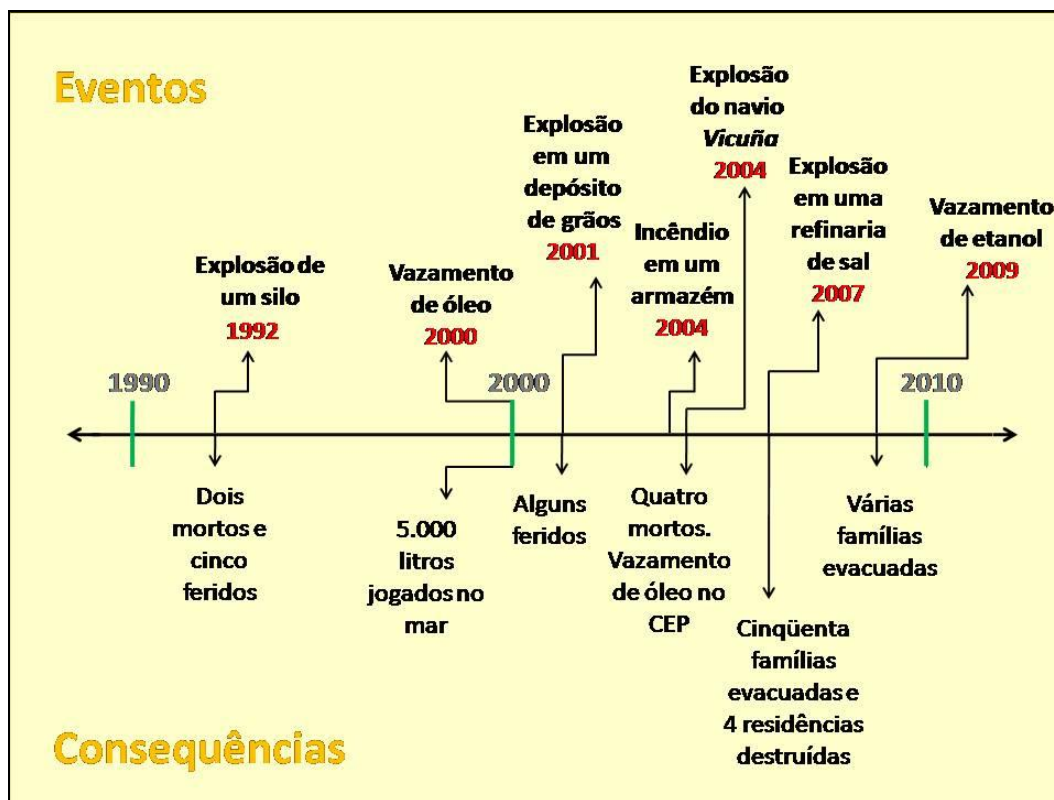 Eventos
Explosão de
um silo
1992
Vazamento
de óleo
2000
Explosão
em um
depósito
de grãos
2001
Incêndio
em um
armazém
2004
Explosão
do navio
Vicuña
2004
Explosão
em uma
refinaria
de sal
2007
Vazamento
de etanol
2009
1990
2000
2010
Dois
mortos e
cinco
feridos
5.000
litros
jogados no
mar
Alguns
feridos
Quatro
mortos.
Vazamento
de óleo no
CEP
Cinqüenta
famílias
evacuadas e
4 residências
destruídas
Várias
famílias
evacuadas
Consequências